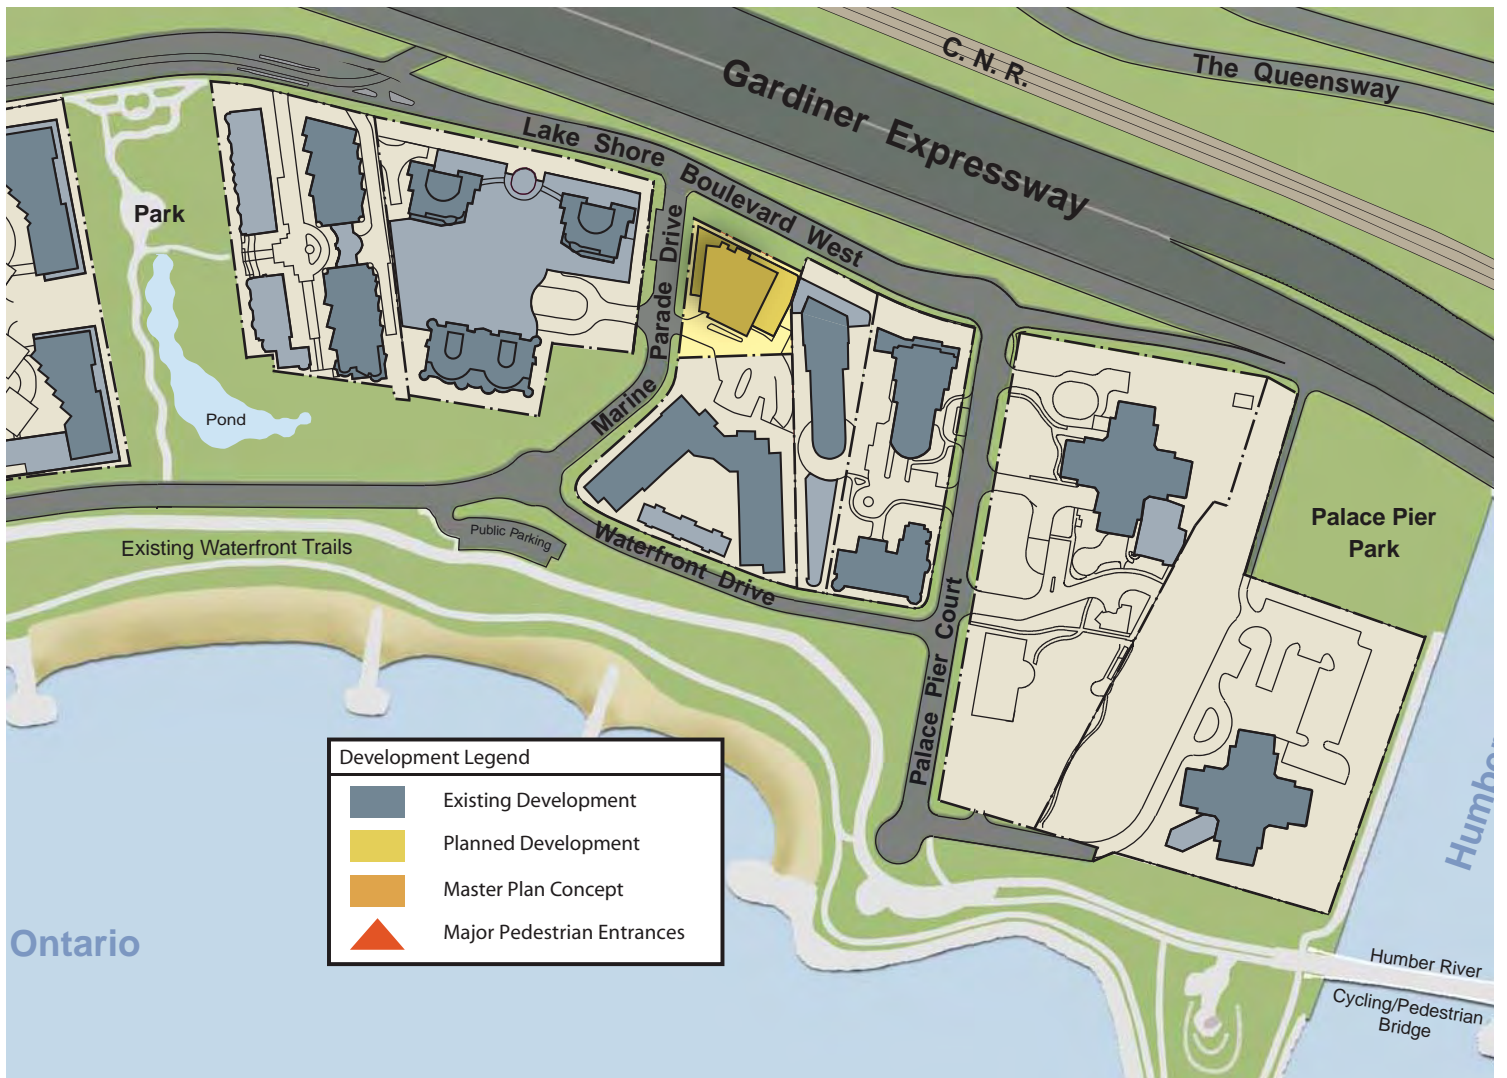 C. N. R.
The Queensway
Gardiner Expressway
Lake Shore Boulevard West
Park
Marine Parade Drive
Pond
Palace Pier
Park
Public Parking
Existing Waterfront Trails
Waterfront Drive
Palace Pier Court
Development Legend
Existing Development
Planned Development
Master Plan Concept
Major Pedestrian Entrances
Humber
Ontario
Humber River
Cycling/Pedestrian
Bridge